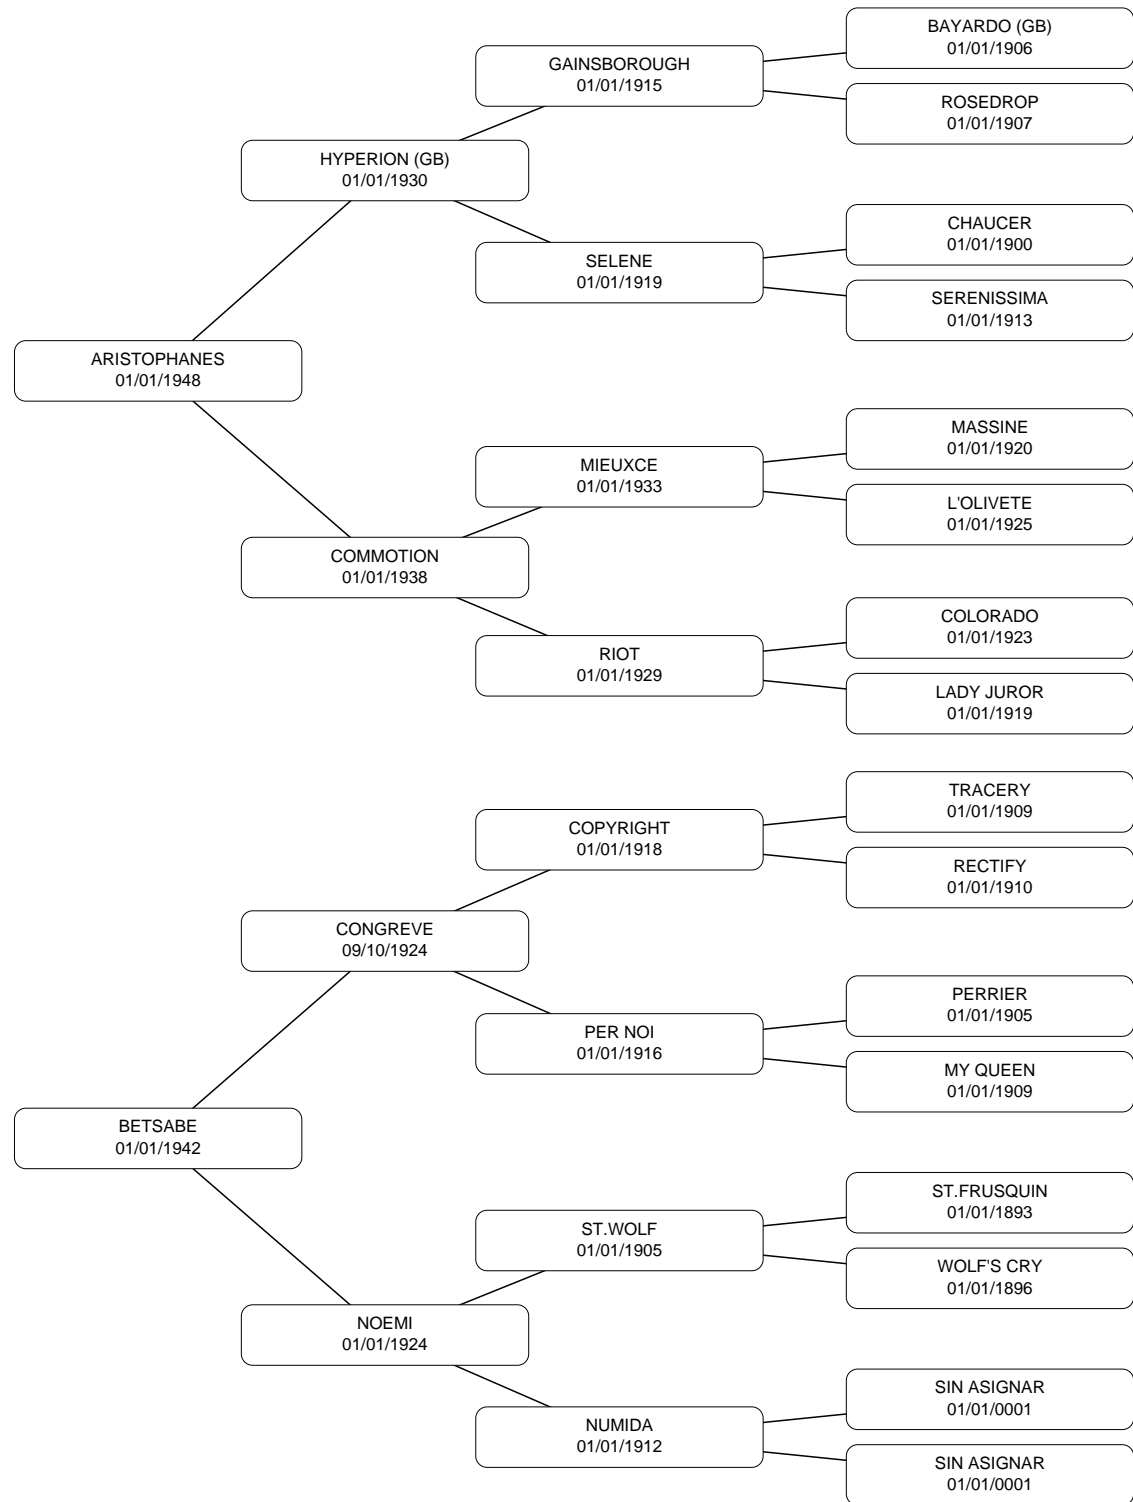 BAYARDO (GB)
01/01/1906
GAINSBOROUGH
01/01/1915
ROSEDROP
01/01/1907
HYPERION (GB)
01/01/1930
CHAUCER
01/01/1900
SELENE
01/01/1919
SERENISSIMA
01/01/1913
ARISTOPHANES
01/01/1948
MASSINE
01/01/1920
MIEUXCE
01/01/1933
L'OLIVETE
01/01/1925
COMMOTION
01/01/1938
COLORADO
01/01/1923
RIOT
01/01/1929
LADY JUROR
01/01/1919
TRACERY
01/01/1909
COPYRIGHT
01/01/1918
RECTIFY
01/01/1910
CONGREVE
09/10/1924
PERRIER
01/01/1905
PER NOI
01/01/1916
MY QUEEN
01/01/1909
BETSABE
01/01/1942
ST.FRUSQUIN
01/01/1893
ST.WOLF
01/01/1905
WOLF'S CRY
01/01/1896
NOEMI
01/01/1924
SIN ASIGNAR
01/01/0001
NUMIDA
01/01/1912
SIN ASIGNAR
01/01/0001